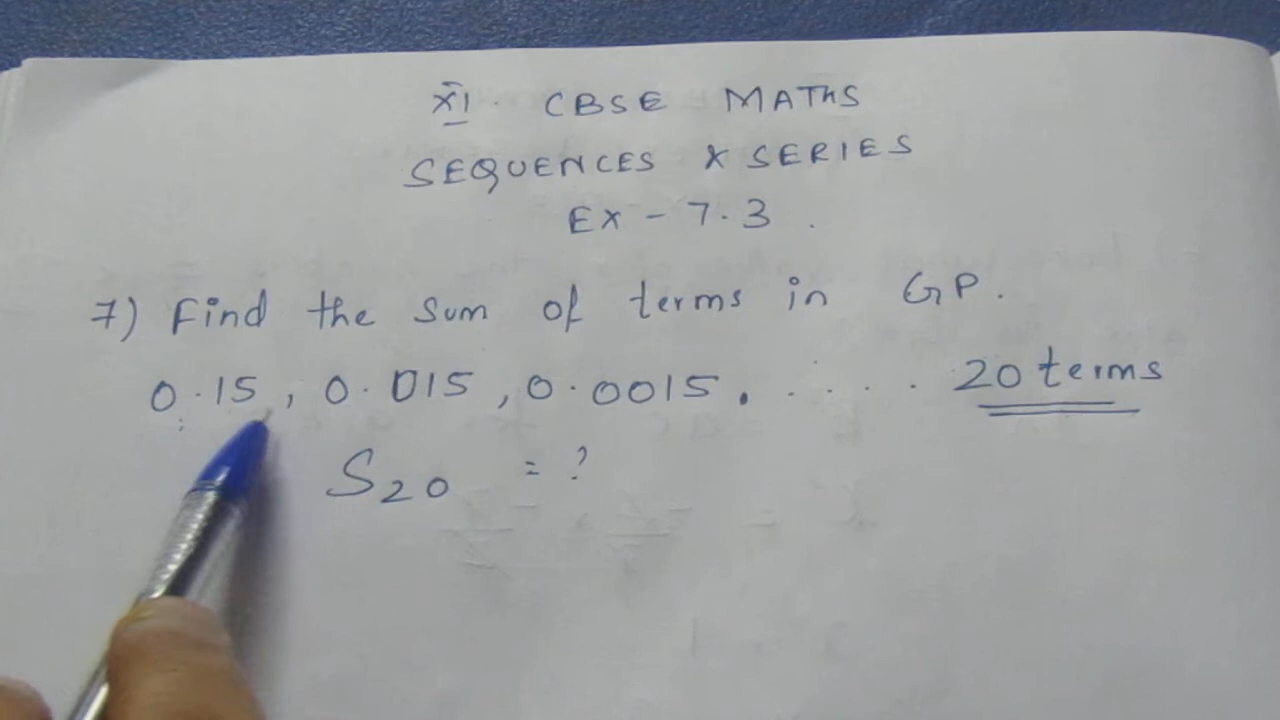 XI. CBSE MATHS
SEQUENCES & SERIES
EX - 7.3.
7) Find the sum of terms in GP.
0.15, 0.015, 0.0015. . . . . 20 terms
S20 = ?